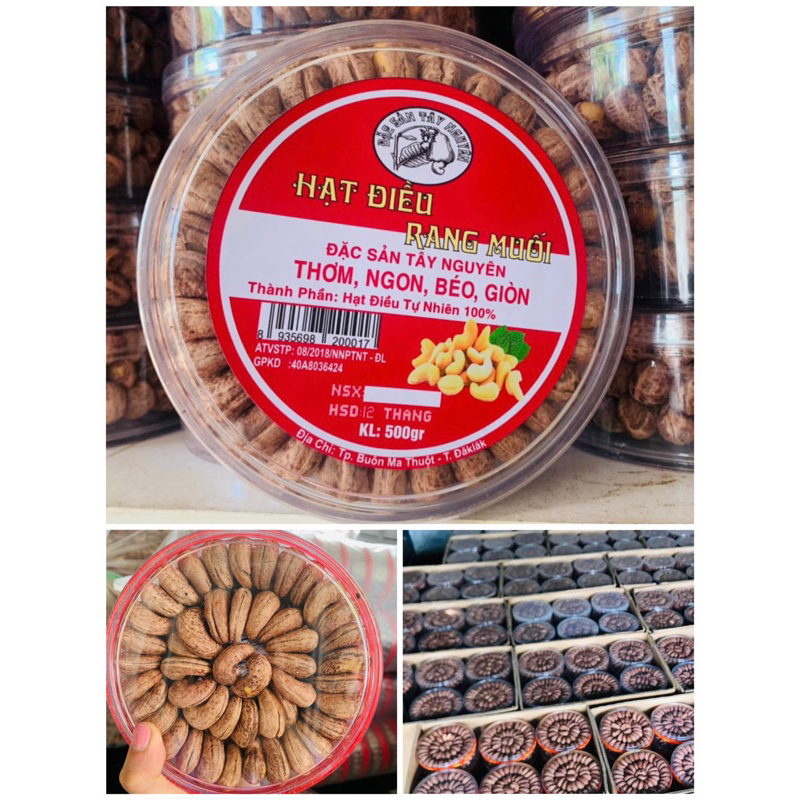 ĐẶC SẢN TÂY NGUYÊN
HẠT ĐIỀU
RANG MUỐI
ĐẶC SẢN TÂY NGUYÊN
THƠM, NGON, BÉO, GIÒN
Thành Phần: Hạt Điều Tự Nhiên 100%
8 935698 200017
ATVSTP: 08/2018/NNPTNT - ĐL
GPKD :40A8036424
NSX:
HSD:12 THANG
KL: 500gr
Địa Chỉ: Tp. Buôn Ma Thuột - T. Đăklăk